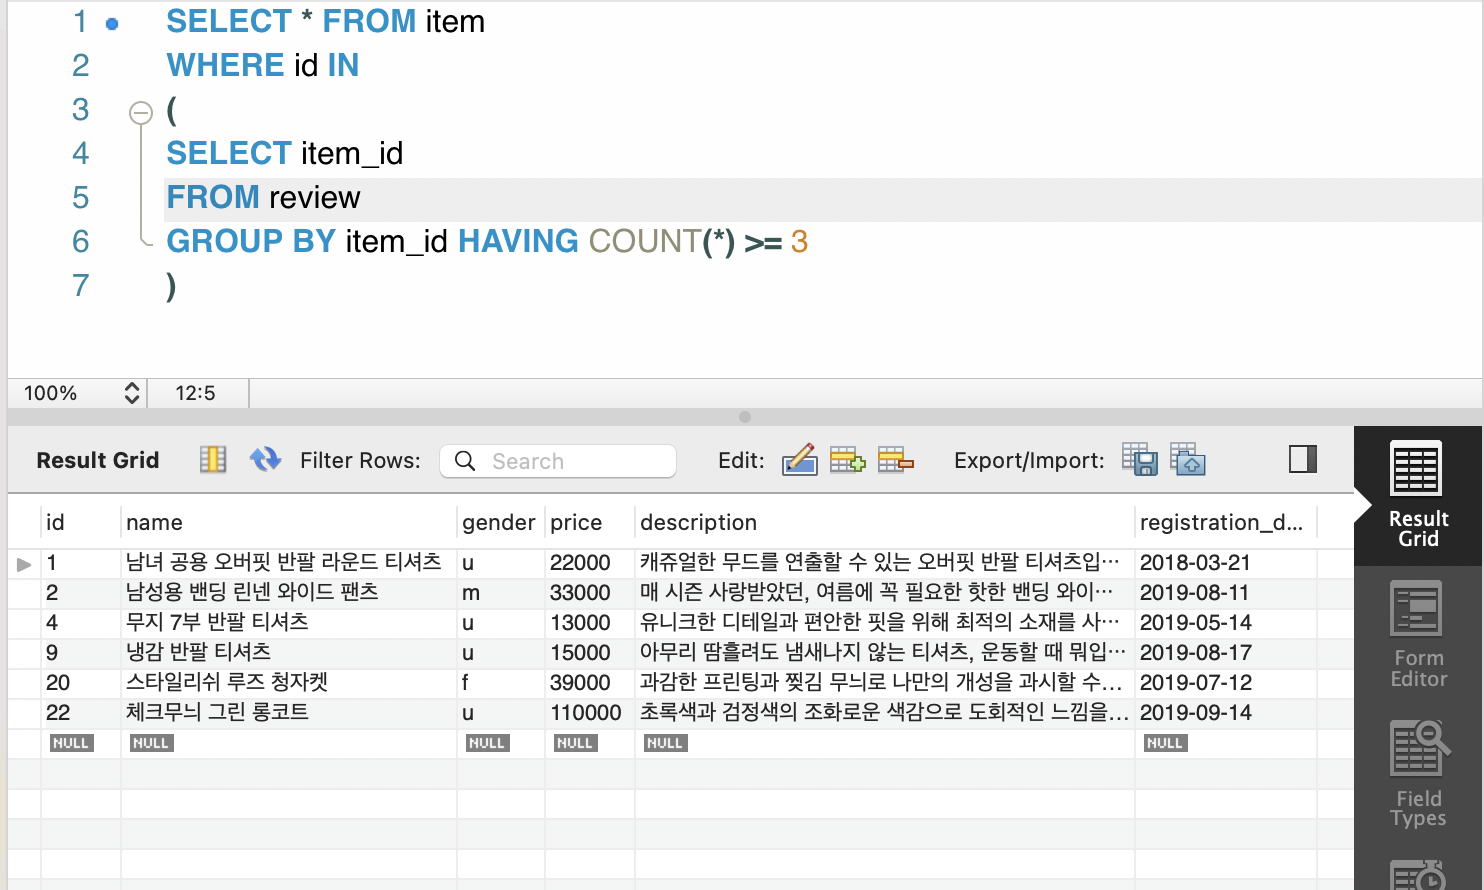 1 SELECT * FROM item
2 WHERE id IN
3 (
4 SELECT item_id
5 FROM review
6 GROUP BY item_id HAVING COUNT(*) >= 3
7 )
100% 12:5
Result Grid Filter Rows: Search Edit: Export/Import:
Result
Grid
id name gender price description registration_d...
1 남녀 공용 오버핏 반팔 라운드 티셔츠 u 22000 캐쥬얼한 무드를 연출할 수 있는 오버핏 반팔 티셔츠입... 2018-03-21
2 남성용 밴딩 린넨 와이드 팬츠 m 33000 매 시즌 사랑받았던, 여름에 꼭 필요한 핫한 밴딩 와이... 2019-08-11
4 무지 7부 반팔 티셔츠 u 13000 유니크한 디테일과 편안한 핏을 위해 최적의 소재를 사... 2019-05-14
9 냉감 반팔 티셔츠 u 15000 아무리 땀흘려도 냄새나지 않는 티셔츠, 운동할 때 뭐입... 2019-08-17
20 스타일리쉬 루즈 청자켓 f 39000 과감한 프린팅과 찢김 무늬로 나만의 개성을 과시할 수... 2019-07-12
22 체크무늬 그린 롱코트 u 110000 초록색과 검정색의 조화로운 색감으로 도회적인 느낌을... 2019-09-14
NULL NULL NULL NULL NULL NULL
Form
Editor
Field
Types